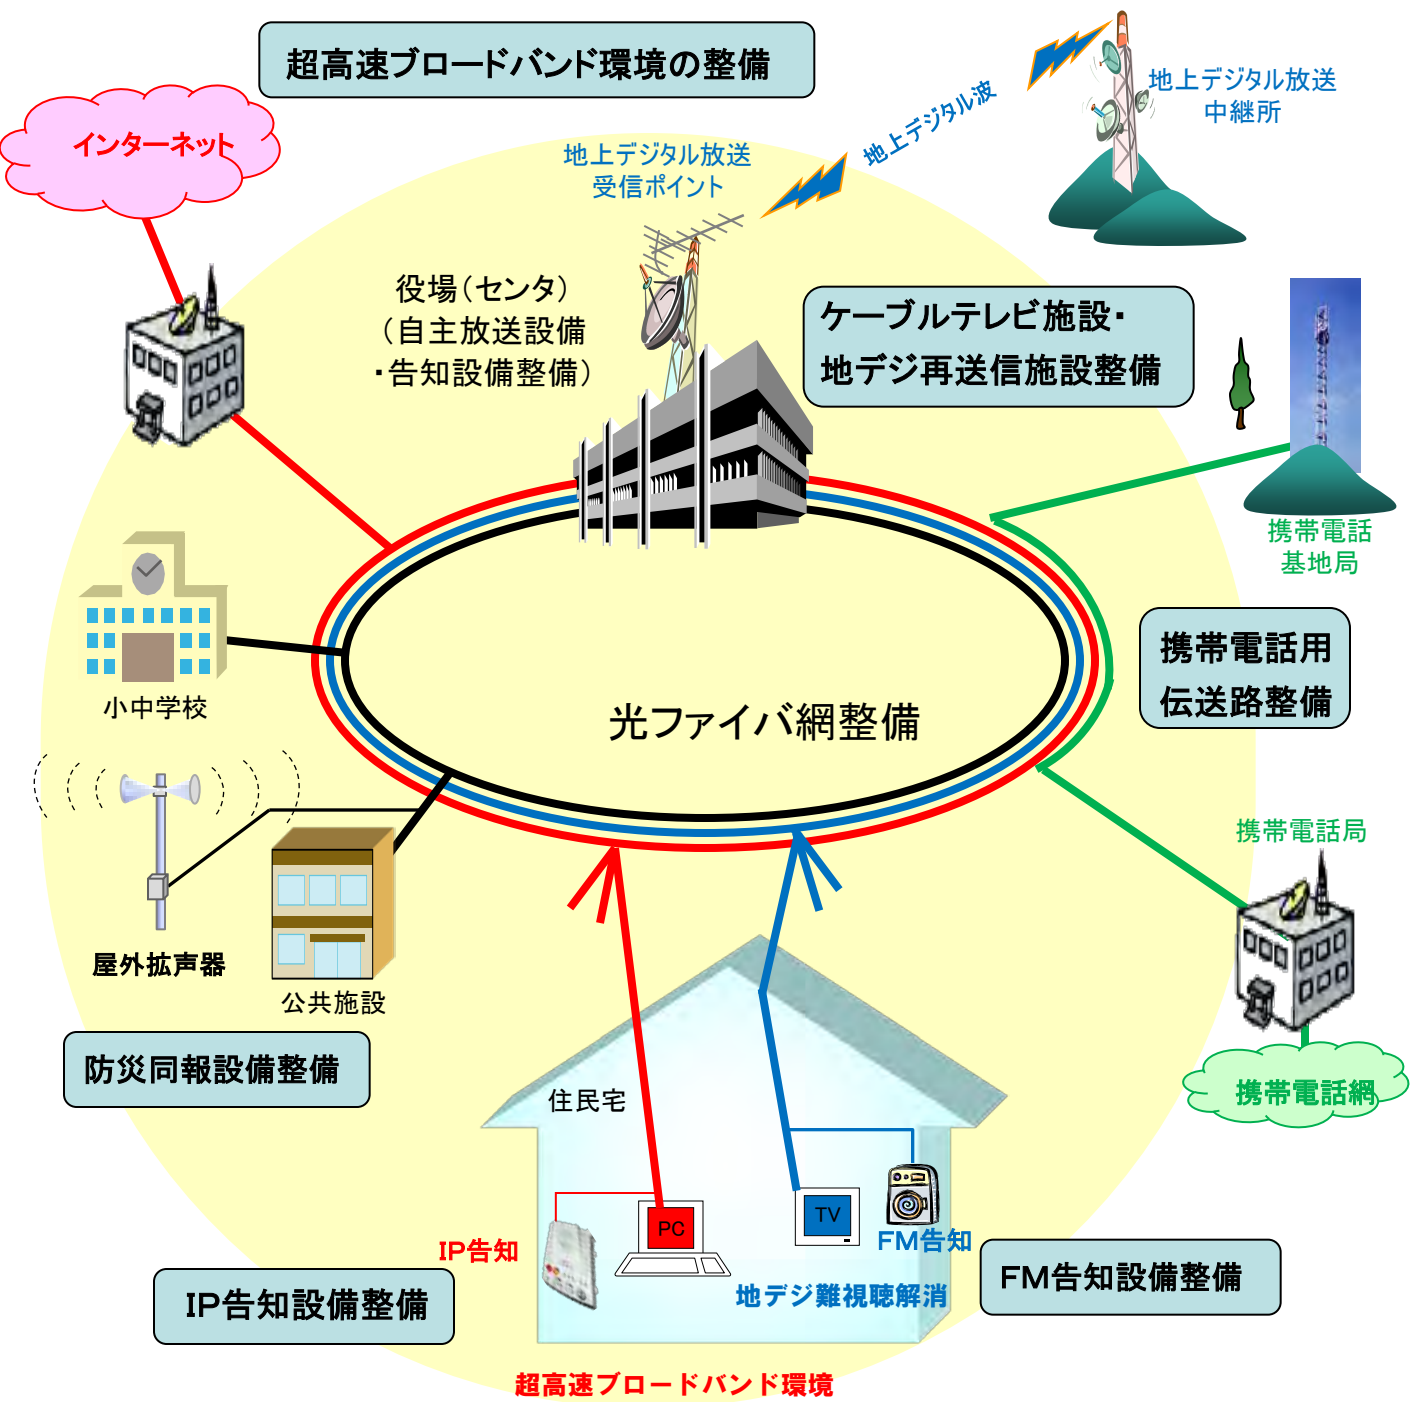 超高速ブロードバンド環境の整備
インターネット
地上デジタル放送
受信ポイント
地上デジタル波
地上デジタル放送
中継所
役場（センタ）
（自主放送設備
・告知設備整備）
ケーブルテレビ施設・
地デジ再送信施設整備
携帯電話
基地局
携帯電話用
伝送路整備
小中学校
光ファイバ網整備
携帯電話局
屋外拡声器
公共施設
防災同報設備整備
携帯電話網
住民宅
PC
TV
IP告知
FM告知
地デジ難視聴解消
IP告知設備整備
FM告知設備整備
超高速ブロードバンド環境